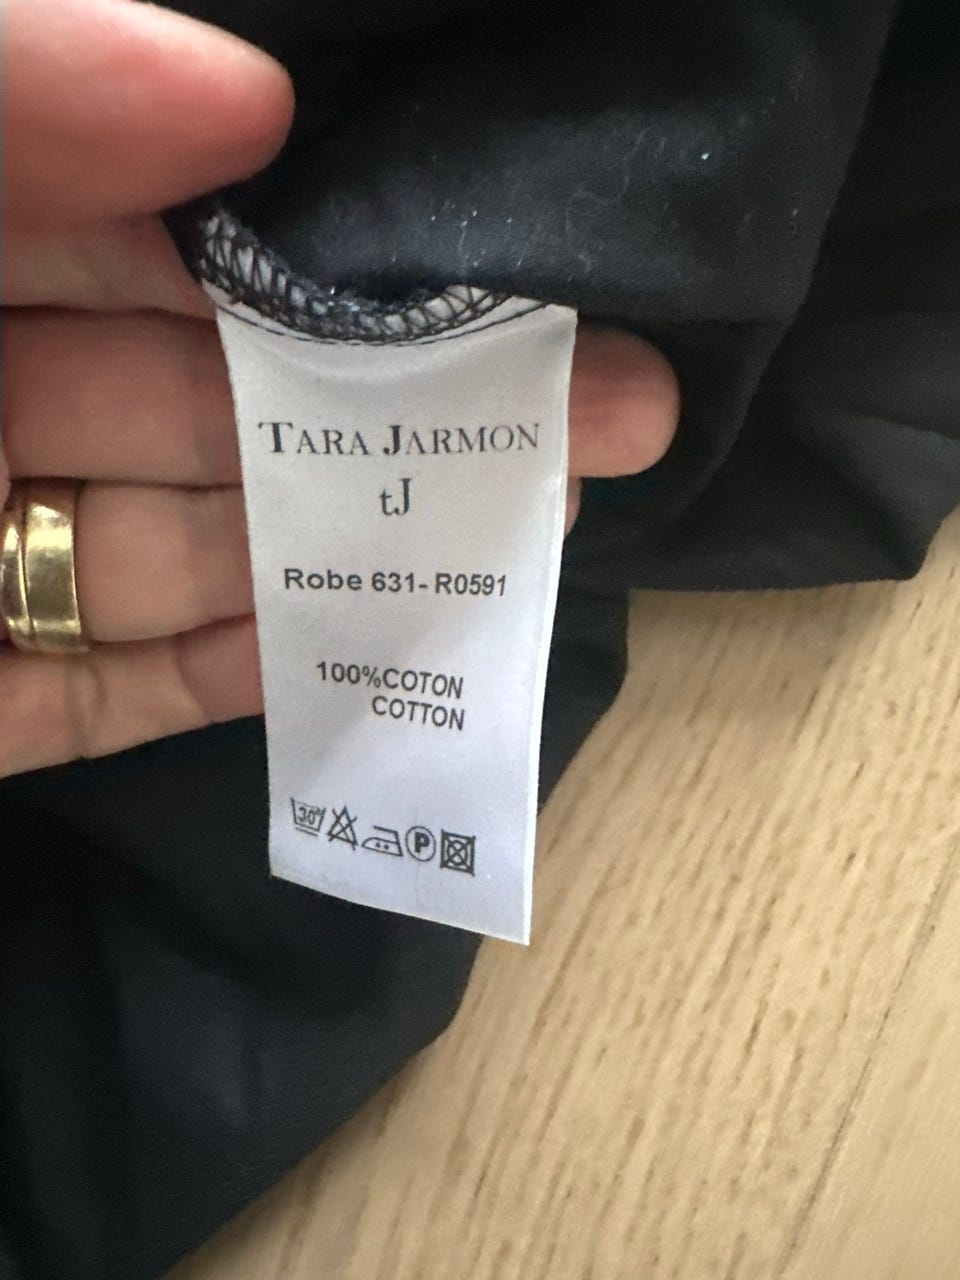 TARA JARMON
tJ
Robe 631-R0591
100%COTON
COTTON
30°
P